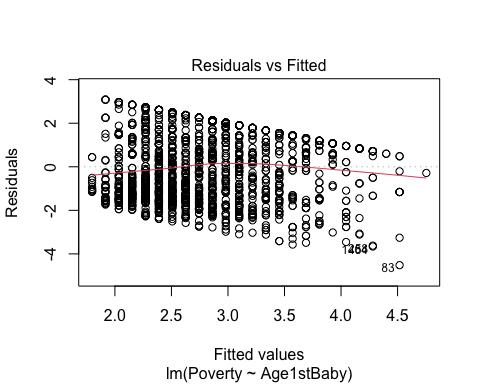 Residuals vs Fitted
Residuals
4
2
0
-2
-4
83
2.0 2.5 3.0 3.5 4.0 4.5
Fitted values
lm(Poverty ~ Age1stBaby)